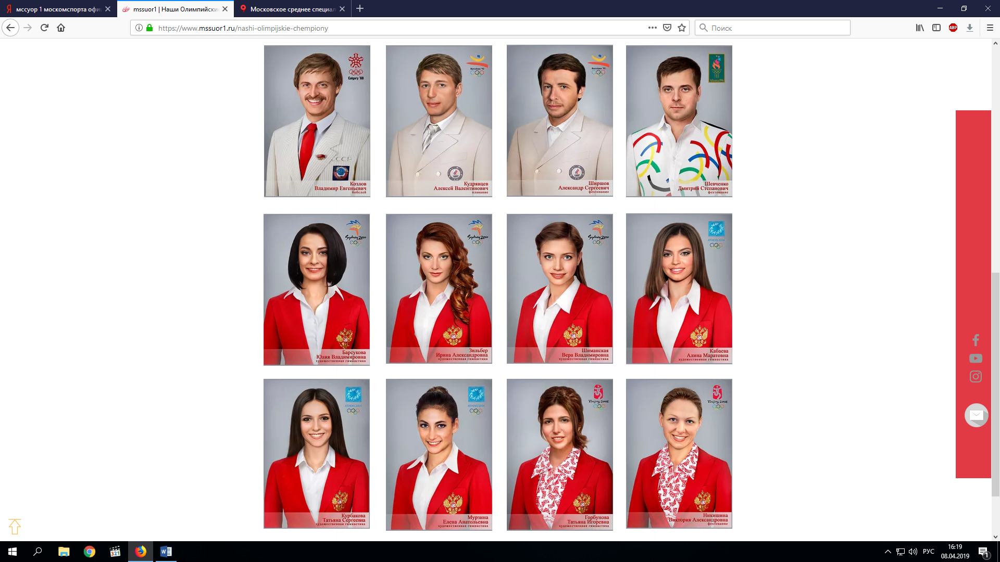 мссуор 1 москомспорта офи
mssuor1 | Наши Олимпийски
Московское среднее специал
https://www.mssuor1.ru/nashi-olimpijskie-chempiony
Поиск
Calgary '88
Козлов
Владимир Евгеньевич
бобслей
Barcelona '92
Кудрявцев
Алексей Валентинович
плавание
Barcelona '92
Ширшов
Александр Сергеевич
фехтование
Atlanta 1996
Шевченко
Дмитрий Степанович
фехтование
СССР
Sydney 2000
Барсукова
Юлия Владимировна
художественная гимнастика
Sydney 2000
Зильбер
Ирина Александровна
художественная гимнастика
Sydney 2000
Шиманская
Вера Владимировна
художественная гимнастика
ATHENS 2004
Кабаева
Алина Маратовна
художественная гимнастика
ATHENS 2004
Курбакова
Татьяна Сергеевна
художественная гимнастика
ATHENS 2004
Мурзина
Елена Анатольевна
художественная гимнастика
Beijing 2008
Горбунова
Татьяна Игоревна
художественная гимнастика
Beijing 2008
Никишина
Виктория Александровна
фехтование
321
РУС
16:19
08.04.2019
1